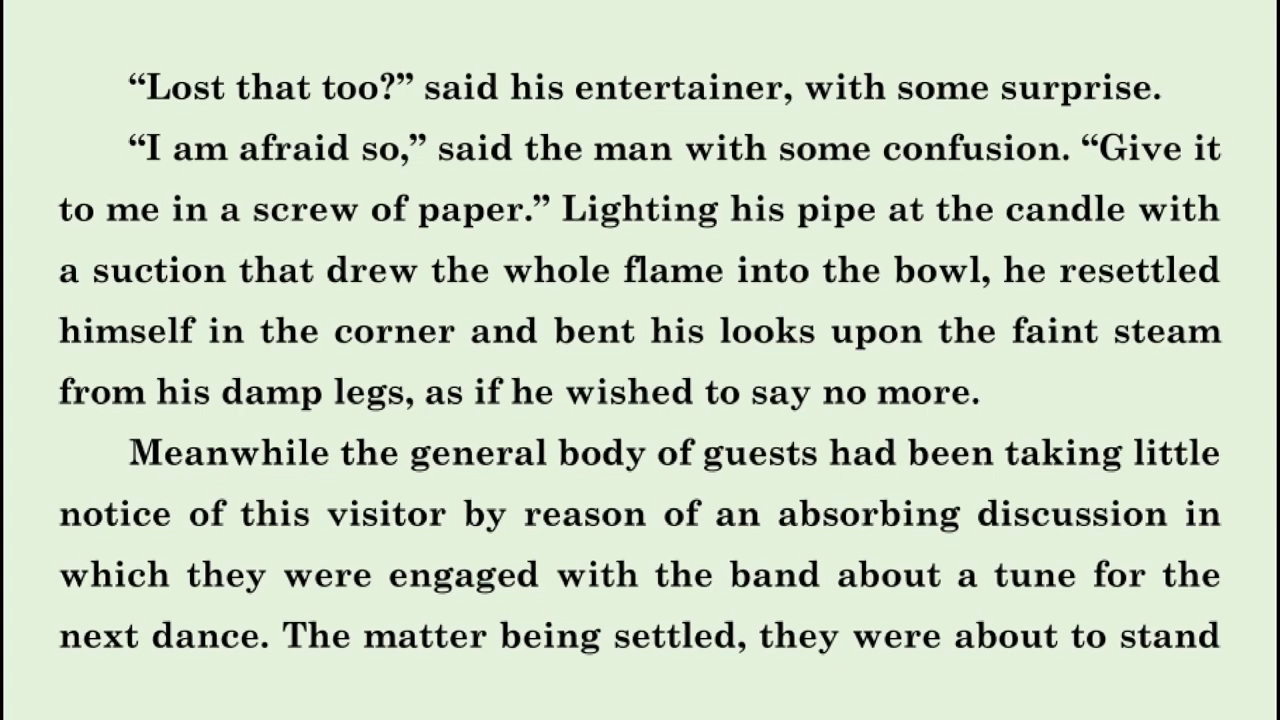 “Lost that too?” said his entertainer, with some surprise.
“I am afraid so,” said the man with some confusion. “Give it
to me in a screw of paper.” Lighting his pipe at the candle with
a suction that drew the whole flame into the bowl, he resettled
himself in the corner and bent his looks upon the faint steam
from his damp legs, as if he wished to say no more.
Meanwhile the general body of guests had been taking little
notice of this visitor by reason of an absorbing discussion in
which they were engaged with the band about a tune for the
next dance. The matter being settled, they were about to stand